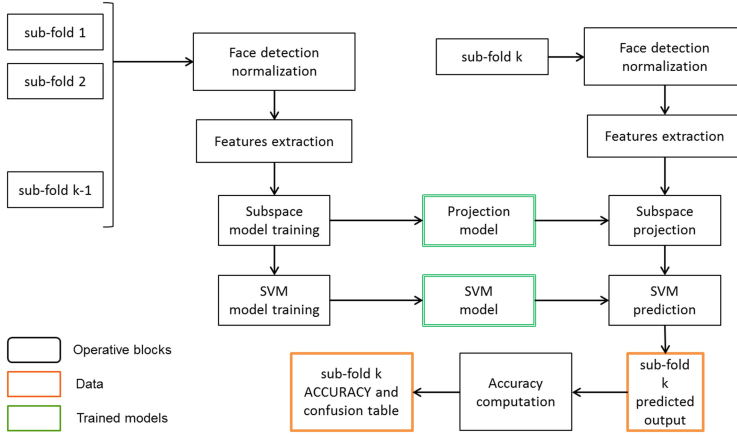 sub-fold 1
sub-fold 2
sub-fold k-1
Face detection
normalization
Features extraction
Subspace
model training
SVM
model training
Projection
model
SVM
model
sub-fold k
Face detection
normalization
Features extraction
Subspace
projection
SVM
prediction
sub-fold
k
predicted
output
Accuracy
computation
sub-fold k
ACCURACY and
confusion table
Operative blocks
Data
Trained models